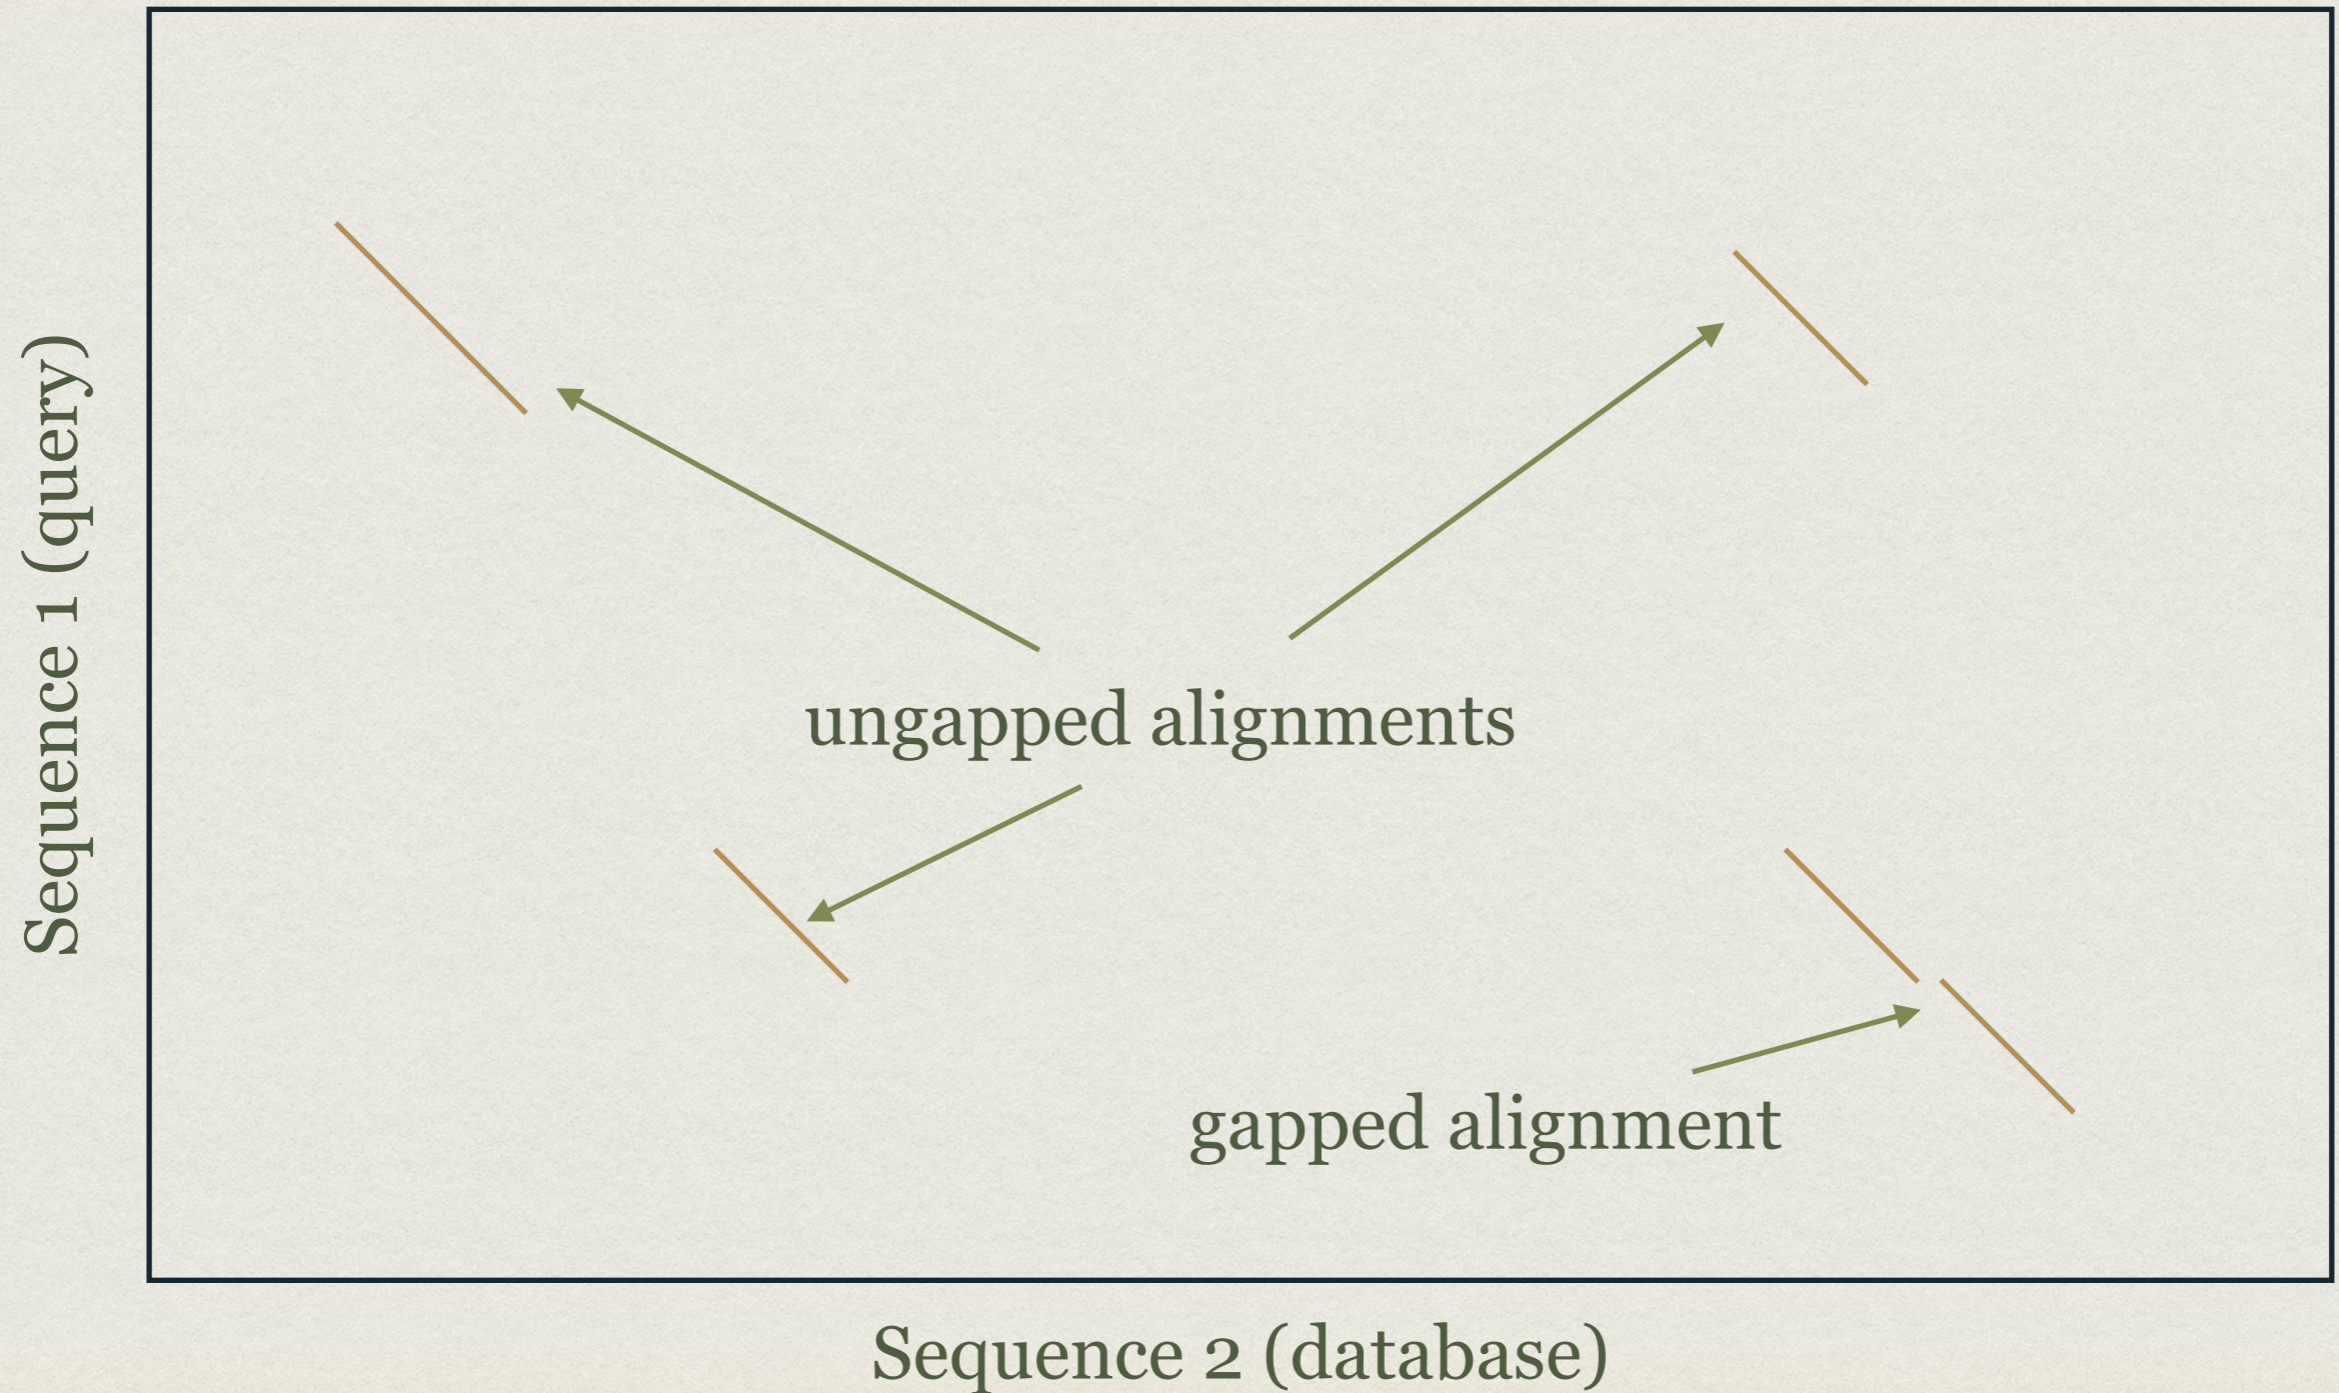 Sequence 1 (query)
ungapped alignments
gapped alignment
Sequence 2 (database)